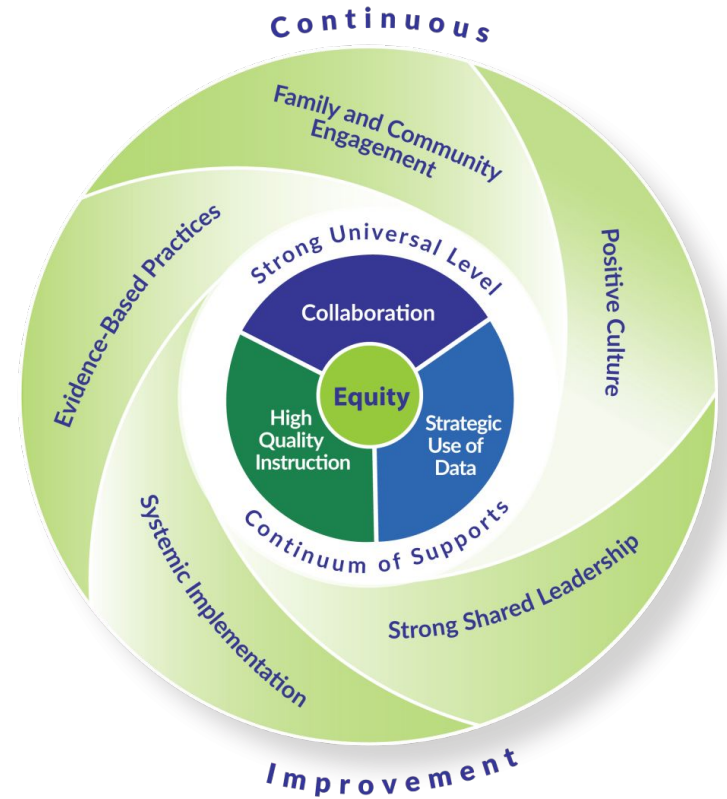 Continuous
Family and Community
Engagement
Positive Culture
Evidence-Based Practices
Strong Universal Level
Collaboration
Equity
High
Quality
Instruction
Strategic
Use of
Data
Continuum of Supports
Systemic Implementation
Strong Shared Leadership
Improvement